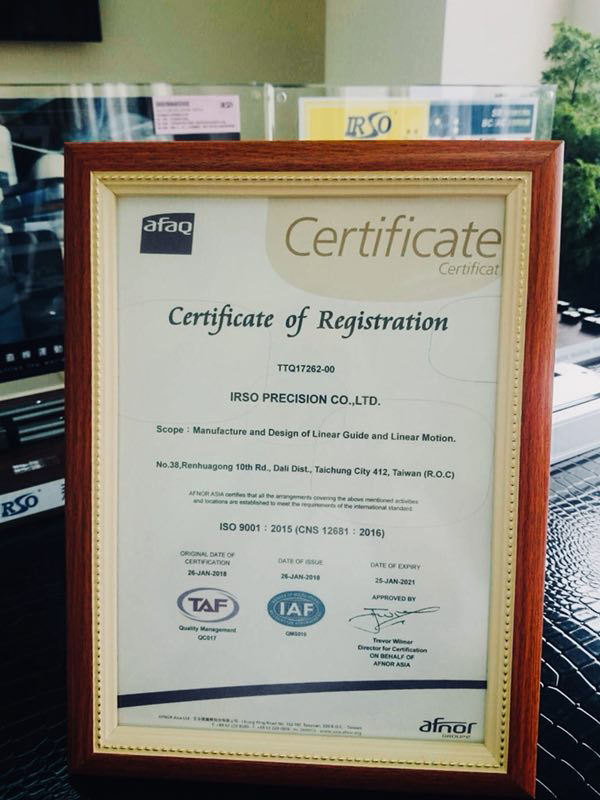 IRSO
afaq
Certificate
Certificat
Certificate of Registration
TTQ17262-00
IRSO PRECISION CO.,LTD.
Scope : Manufacture and Design of Linear Guide and Linear Motion.
No.38,Renhuagong 10th Rd., Dali Dist., Taichung City 412, Taiwan (R.O.C)
AFNOR ASIA certifies that all the arrangements covering the above mentioned activities
and locations are established to meet the requirements of the international standard
ISO 9001 : 2015 (CNS 12681 : 2016)
ORIGINAL DATE OF CERTIFICATION
26-JAN-2018
DATE OF ISSUE
26-JAN-2018
DATE OF EXPIRY
25-JAN-2021
TAF
Quality Management
QC017
IAF
QMS010
APPROVED BY
Trevor Wilmer
Director for Certification
ON BEHALF OF
AFNOR ASIA
afnor
GROUPE
RSO